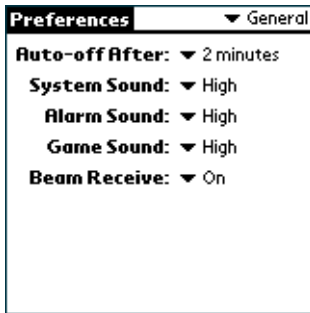 Preferences General
Auto-off After: 2 minutes
System Sound: High
Alarm Sound: High
Game Sound: High
Beam Receive: On